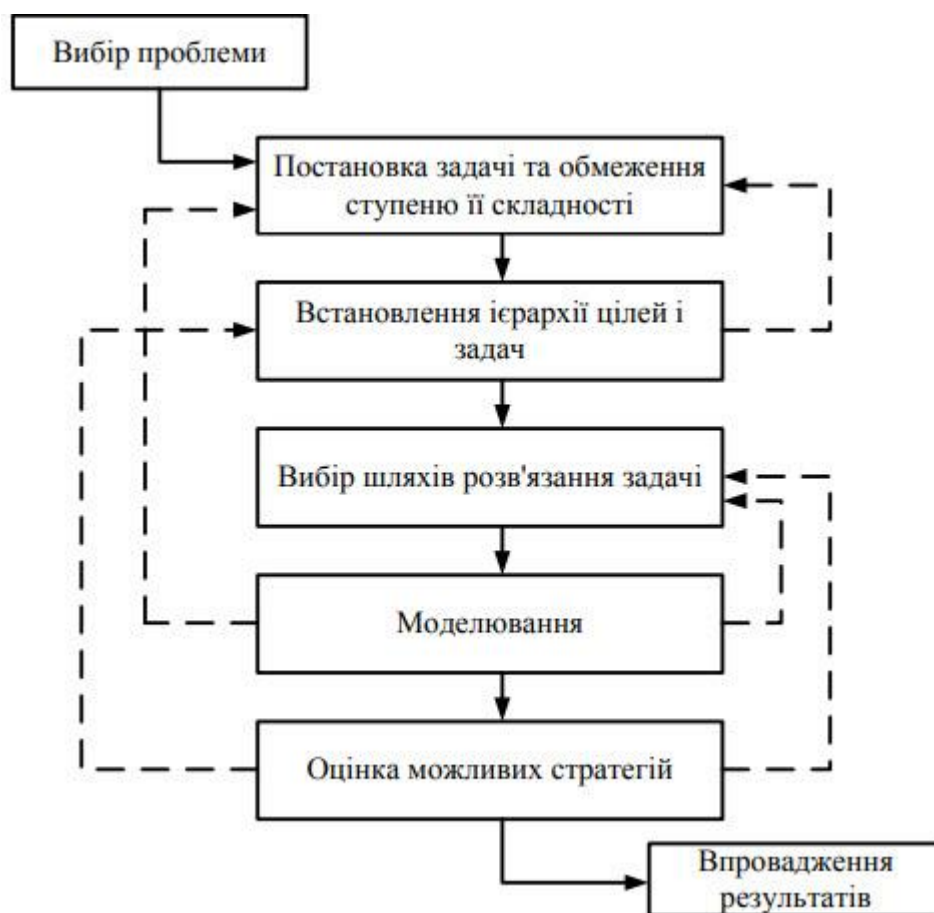 Вибір проблеми
Постановка задачі та обмеження
ступеню її складності
Встановлення ієрархії цілей і
задач
Вибір шляхів розв'язання задачі
Моделювання
Оцінка можливих стратегій
Впровадження
результатів